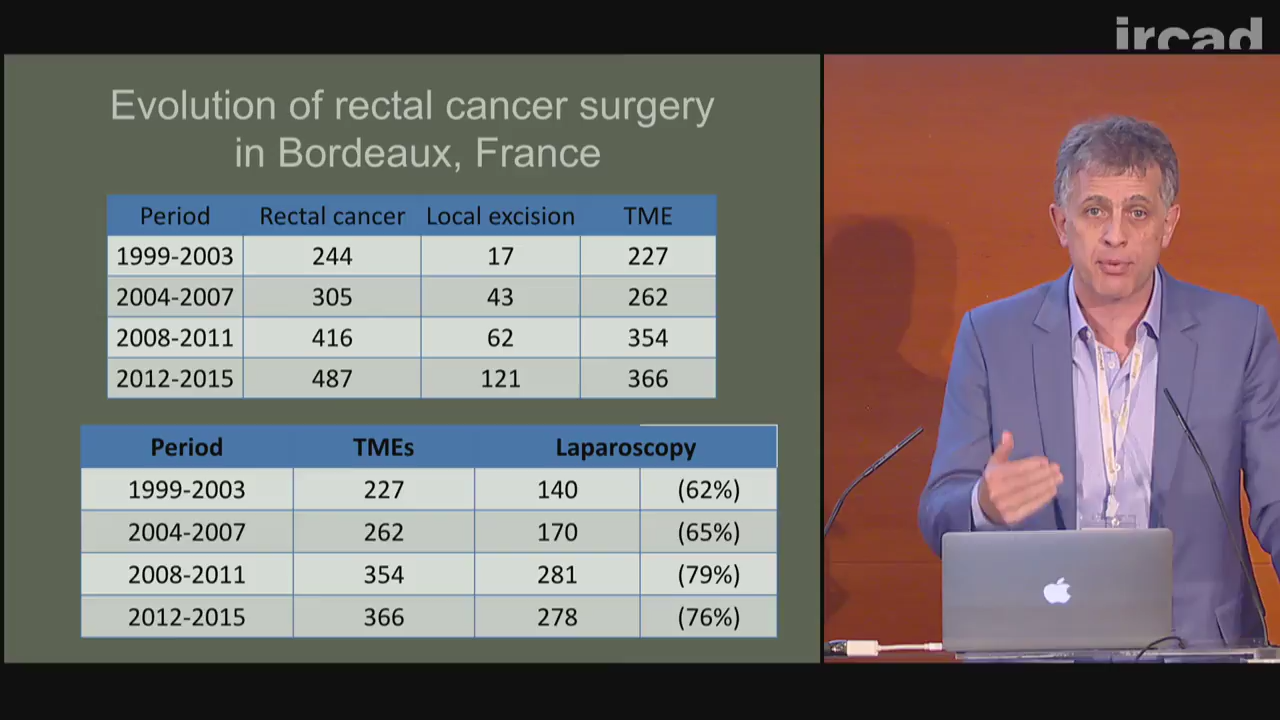 ircad
Evolution of rectal cancer surgery
in Bordeaux, France
Period Rectal cancer Local excision TME
1999-2003 244 17 227
2004-2007 305 43 262
2008-2011 416 62 354
2012-2015 487 121 366
Period TMEs Laparoscopy
1999-2003 227 140 (62%)
2004-2007 262 170 (65%)
2008-2011 354 281 (79%)
2012-2015 366 278 (76%)